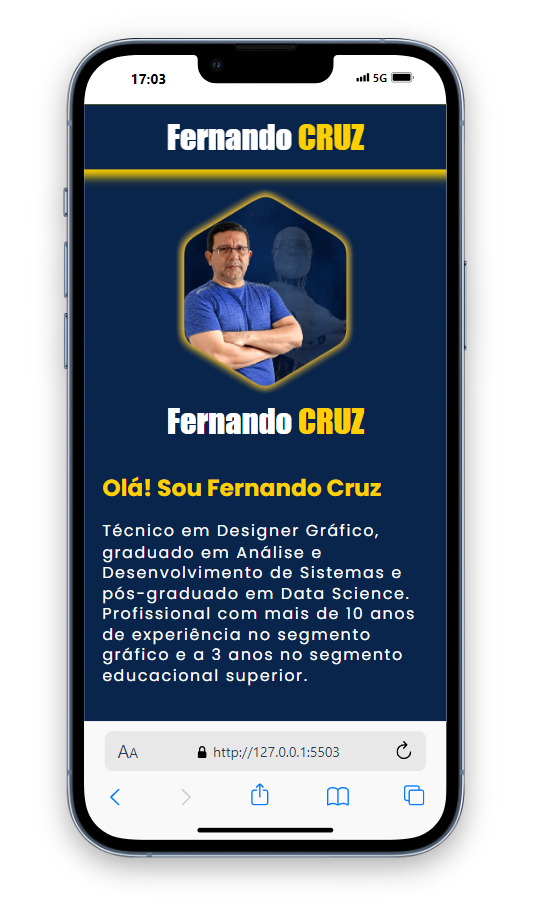 17:03
5G
Fernando CRUZ
Fernando CRUZ
Olá! Sou Fernando Cruz
Técnico em Designer Gráfico,
graduado em Análise e
Desenvolvimento de Sistemas e
pós-graduado em Data Science.
Profissional com mais de 10 anos
de experiência no segmento
gráfico e a 3 anos no segmento
educacional superior.
AA
http://127.0.0.1:5503